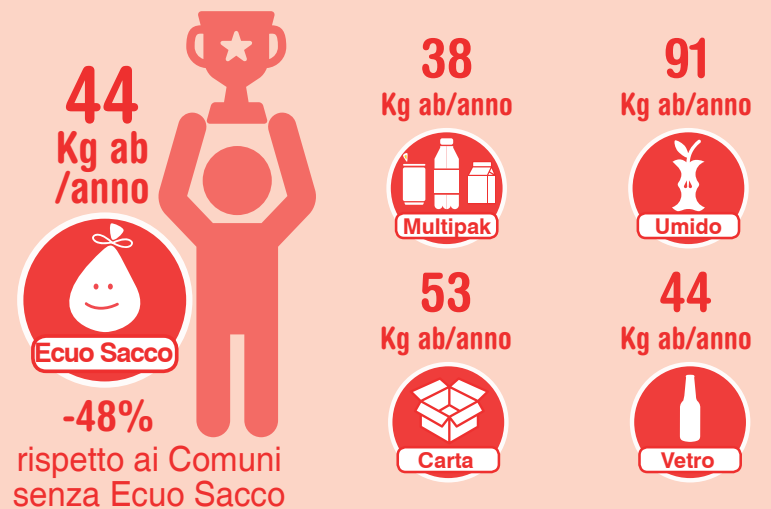 44
Kg ab
/anno
Ecuo Sacco
-48%
rispetto ai Comuni
senza Ecuo Sacco
38
Kg ab/anno
Multipak
91
Kg ab/anno
Umido
53
Kg ab/anno
Carta
44
Kg ab/anno
Vetro